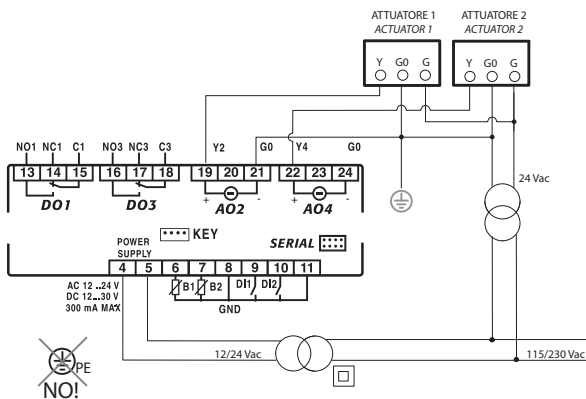 ATTUATORE 1
ACTUATOR 1
ATTUATORE 2
ACTUATOR 2
Y G0 G
Y G0 G
NO1 NC1 C1 NO3 NC3 C3 Y2 G0 Y4 G0
13 14 15 16 17 18 19 20 21 22 23 24
+ - + -
DO1 DO3 AO2 AO4
24 Vac
KEY
SERIAL
POWER
SUPPLY
4 5 6 7 8 9 10 11
AC 12 ..24 V
DC 12...30 V
300 mA MAX
B1 B2 DI1 DI2
GND
12/24 Vac
115/230 Vac
PE
NO!